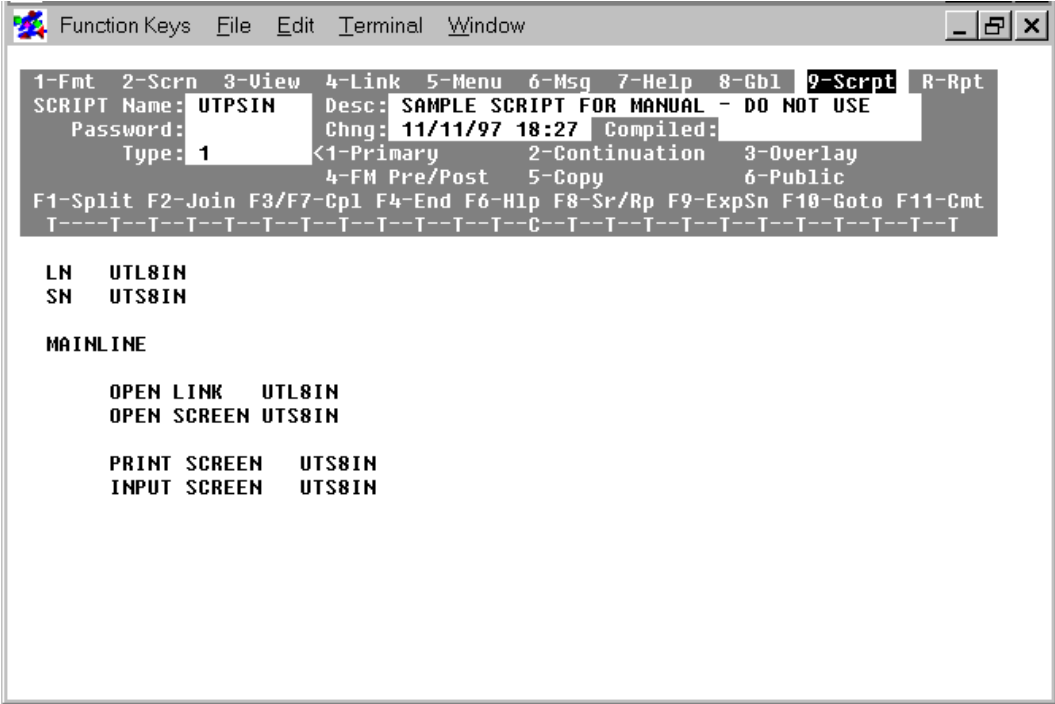 Function Keys File Edit Terminal Window
1-Fmt 2-Scrn 3-View 4-Link 5-Menu 6-Msg 7-Help 8-Gbl 9-Scrpt R-Rpt
SCRIPT Name: UTPSIN Desc: SAMPLE SCRIPT FOR MANUAL - DO NOT USE
Password: Chng: 11/11/97 18:27 Compiled:
Type: 1 <1-Primary 2-Continuation 3-Overlay
4-FM Pre/Post 5-Copy 6-Public
F1-Split F2-Join F3/F7-Cpl F4-End F6-Hlp F8-Sr/Rp F9-ExpSn F10-Goto F11-Cmt
T----T--T--T--T--T--T--T--T--T--T--T--C--T--T--T--T--T--T--T--T--T--T--T
LN UTL8IN
SN UTS8IN
MAINLINE
OPEN LINK UTL8IN
OPEN SCREEN UTS8IN
PRINT SCREEN UTS8IN
INPUT SCREEN UTS8IN